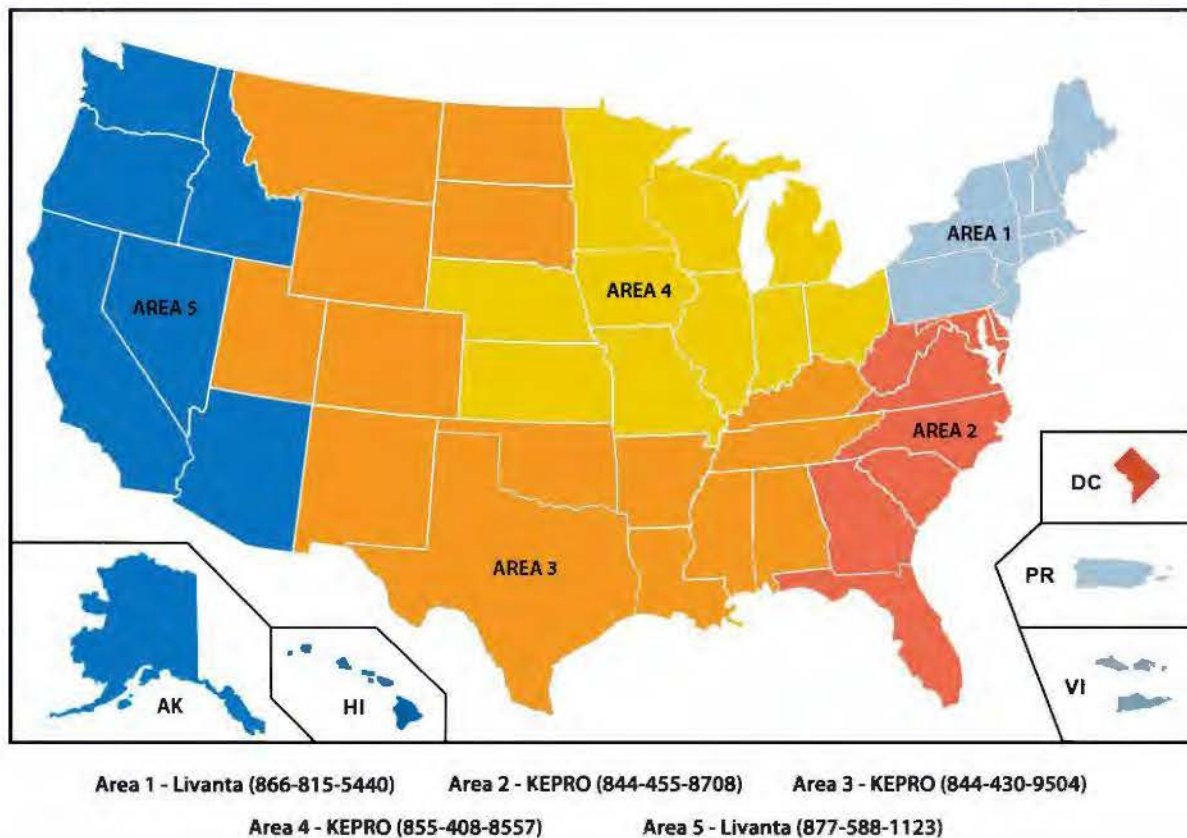 AREA 1
AREA 5
AREA 4
AREA 2
DC
AREA 3
PR
VI
AK
HI
Area 1 - Livanta (866-815-5440) Area 2 - KEPRO (844-455-8708) Area 3 - KEPRO (844-430-9504)
Area 4 - KEPRO (855-408-8557) Area 5 - Livanta (877-588-1123)